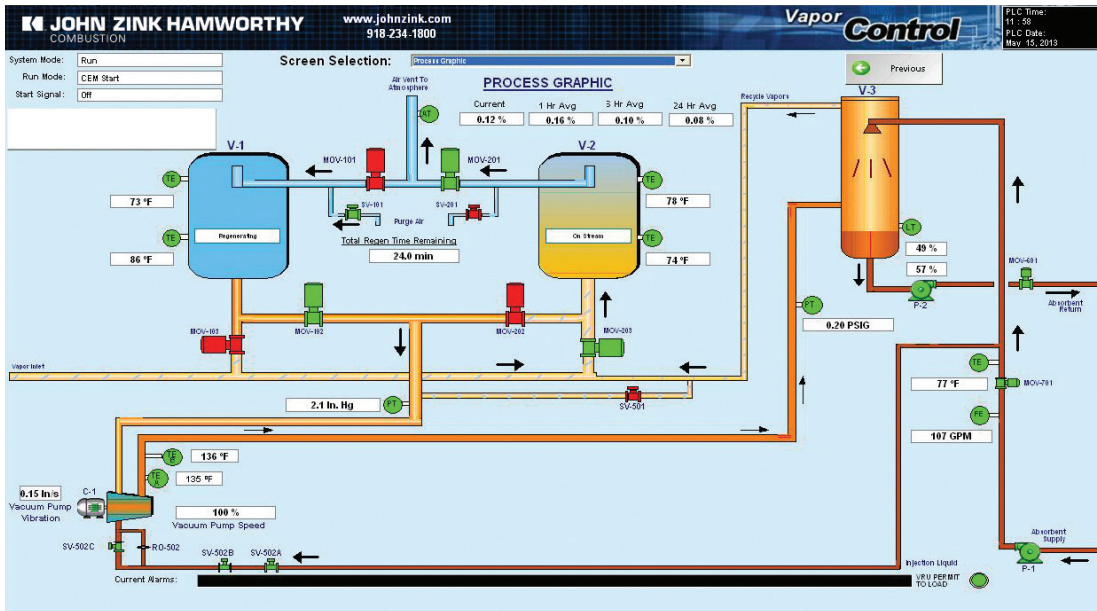 JOHN ZINK HAMWORTHY
COMBUSTION
www.johnzink.com
918-234-1800
Vapor
Control
PLC Time:
11 : 58
PLC Date:
May 15, 2013
System Mode: Run
Run Mode: CEM Start
Start Signal: Off
Screen Selection: Process Graphic
Previous
PROCESS GRAPHIC
Air Vent To
Atmosphere
AT
Current 1 Hr Avg 3 Hr Avg 24 Hr Avg
0.12 % 0.16 % 0.10 % 0.08 %
Recycle Vapors
V-3
V-1
MOV-101
MOV-201
V-2
TE
73 °F
TE
86 °F
Regenerating
SV-101
SV-201
Purge Air
Total Regen Time Remaining
24.0 min
On Stream
TE
78 °F
TE
74 °F
LT
49 %
57 %
P-2
MOV-601
Absorbent
Return
MOV-103
MOV-102
MOV-202
MOV-203
PT
0.20 PSIG
Vapor Inlet
2.1 In. Hg
PT
SV-501
TE
77 °F
MOV-701
FE
107 GPM
TE
B
136 °F
TE
A
135 °F
0.15 In/s
Vacuum Pump
Vibration
C-1
100 %
Vacuum Pump Speed
SV-502C
RO-502
SV-502B
SV-502A
Absorbent
Supply
P-1
Injection Liquid
Current Alarms:
VRU PERMIT
TO LOAD